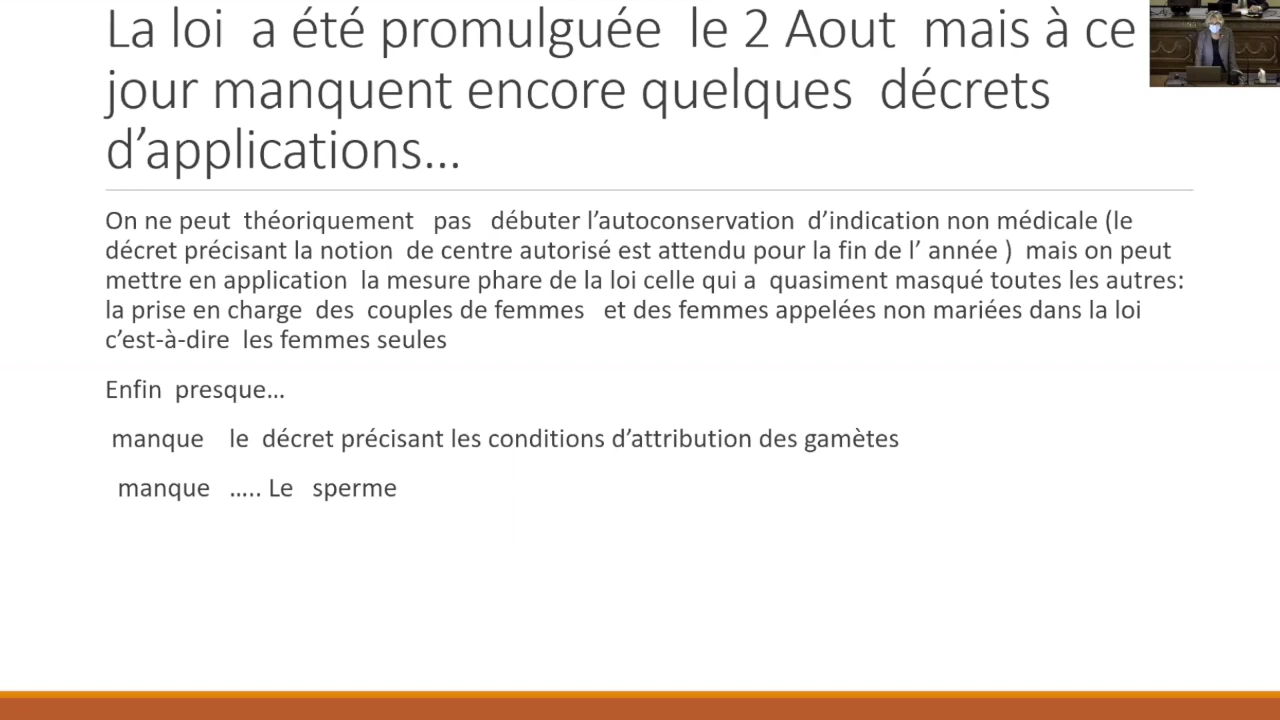 La loi a été promulguée le 2 Aout mais à ce
jour manquent encore quelques décrets
d’applications…
On ne peut théoriquement pas débuter l’autoconservation d’indication non médicale (le
décret précisant la notion de centre autorisé est attendu pour la fin de l’ année ) mais on peut
mettre en application la mesure phare de la loi celle qui a quasiment masqué toutes les autres:
la prise en charge des couples de femmes et des femmes appelées non mariées dans la loi
c’est-à-dire les femmes seules
Enfin presque…
manque le décret précisant les conditions d’attribution des gamètes
manque ….. Le sperme